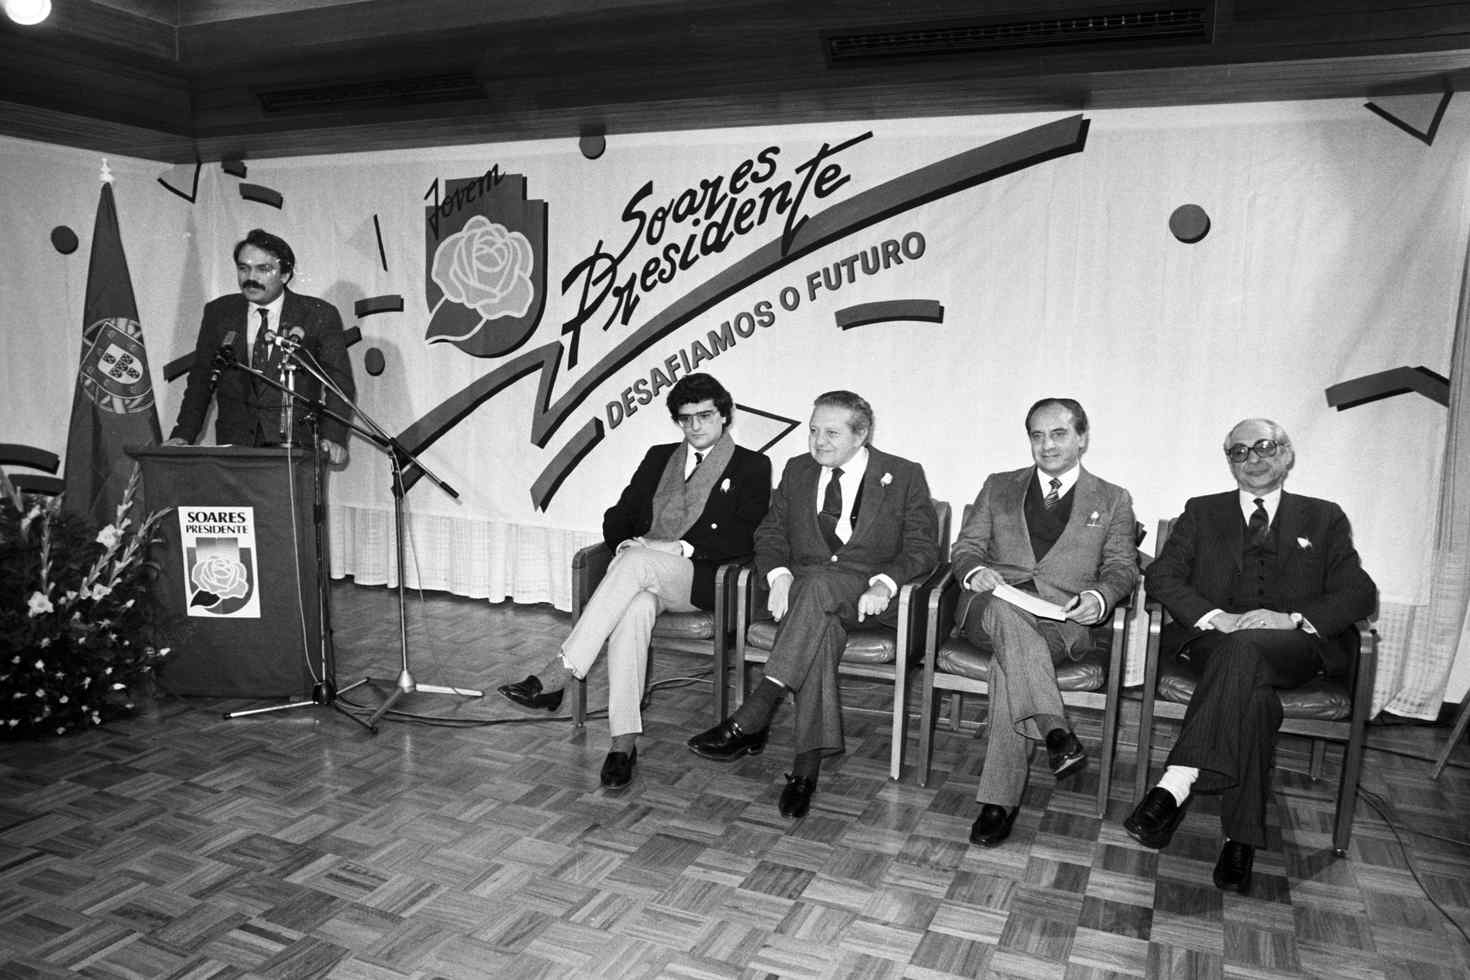 Jovem
Soares
Presidente
DESAFIAMOS O FUTURO
SOARES
PRESIDENTE